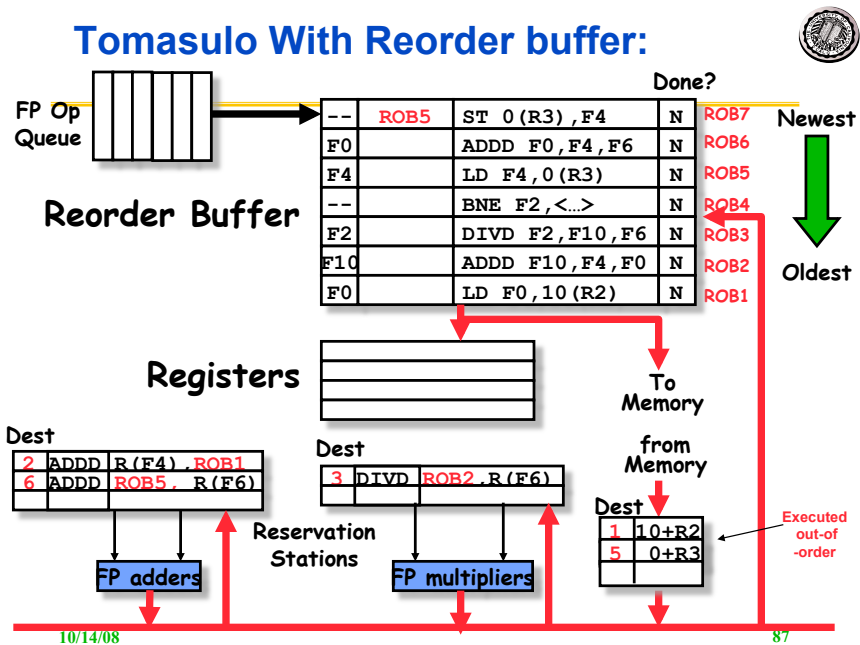 Tomasulo With Reorder buffer:
Done?
FP Op
Queue
-- ROB5 ST 0(R3),F4 N ROB7
F0 ADDD F0,F4,F6 N ROB6
F4 LD F4,0(R3) N ROB5
-- BNE F2,<…> N ROB4
F2 DIVD F2,F10,F6 N ROB3
F10 ADDD F10,F4,F0 N ROB2
F0 LD F0,10(R2) N ROB1
Newest
Oldest
Reorder Buffer
Registers
To
Memory
from
Memory
Dest
2 ADDD R(F4),ROB1
6 ADDD ROB5, R(F6)
Dest
3 DIVD ROB2,R(F6)
Dest
1 10+R2
5 0+R3
Executed
out-of
-order
Reservation
Stations
FP adders
FP multipliers
10/14/08
87